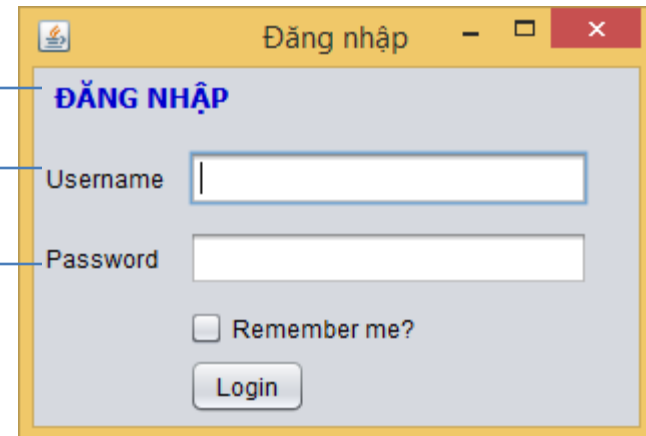 Đăng nhập
ĐĂNG NHẬP
Username
Password
Remember me?
Login